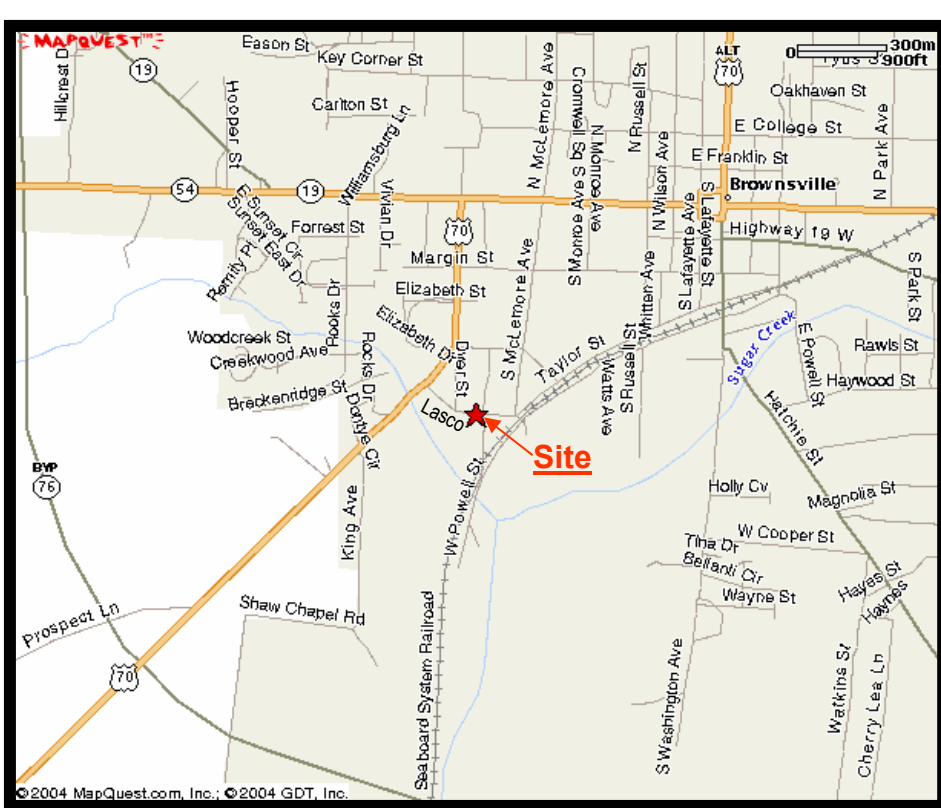 MAPQUEST™
Eason St
Key Corner St
ALT
70
0
300m
900ft
Hillcrest D
19
Hooper St
Carlton St
Williamsburg Ln
N McLemore Ave
Cromwell Sq
N Monroe Ave
N Russell St
N Wilson Ave
Oakhaven St
E College St
N Park Ave
E Franklin St
54
19
Brownsville
Vivian Dr
S Monroe Ave
S Lafayette St
S Lafayette Ave
E Sunset Cir
Sunset East Dr
Forrest St
70
Highway 19 W
Margin St
S McLemore Ave
Whitten Ave
S Park St
Elizabeth St
Rooks Dr
Elizabeth Dr
Woodcreek St
Creekwood Ave
Rooks Dr
Dwer St
Taylor St
S Russell St
Watts Ave
Sugar Creek
E Powell St
Rawls St
Haywood St
Breckenridge St
Dontye Cir
Lasco
Site
Hatchie St
BYP
76
King Ave
W Powell St
Holly Cv
Magnolia St
W Cooper St
Tina Dr
Bellanti Cir
Wayne St
Hayes St
Haynes
Prospect Ln
Shaw Chapel Rd
Seaboard System Railroad
S Washington Ave
Watkins St
Cherry Lea Ln
70
©2004 MapQuest.com, Inc.; ©2004 GDT, Inc.